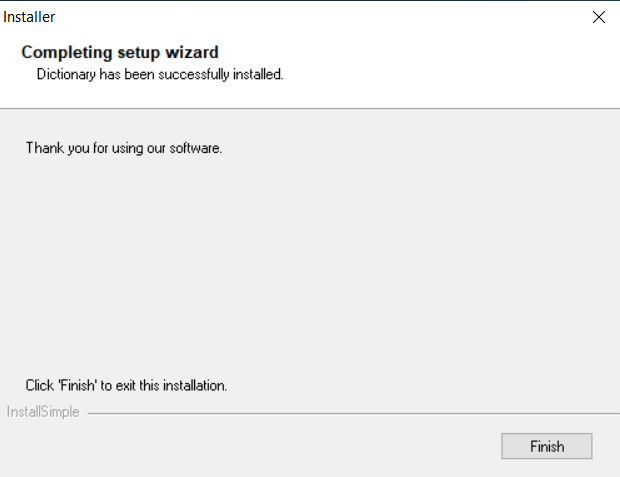 Installer
Completing setup wizard
Dictionary has been successfully installed.
Thank you for using our software.
Click 'Finish' to exit this installation.
InstallSimple
Finish